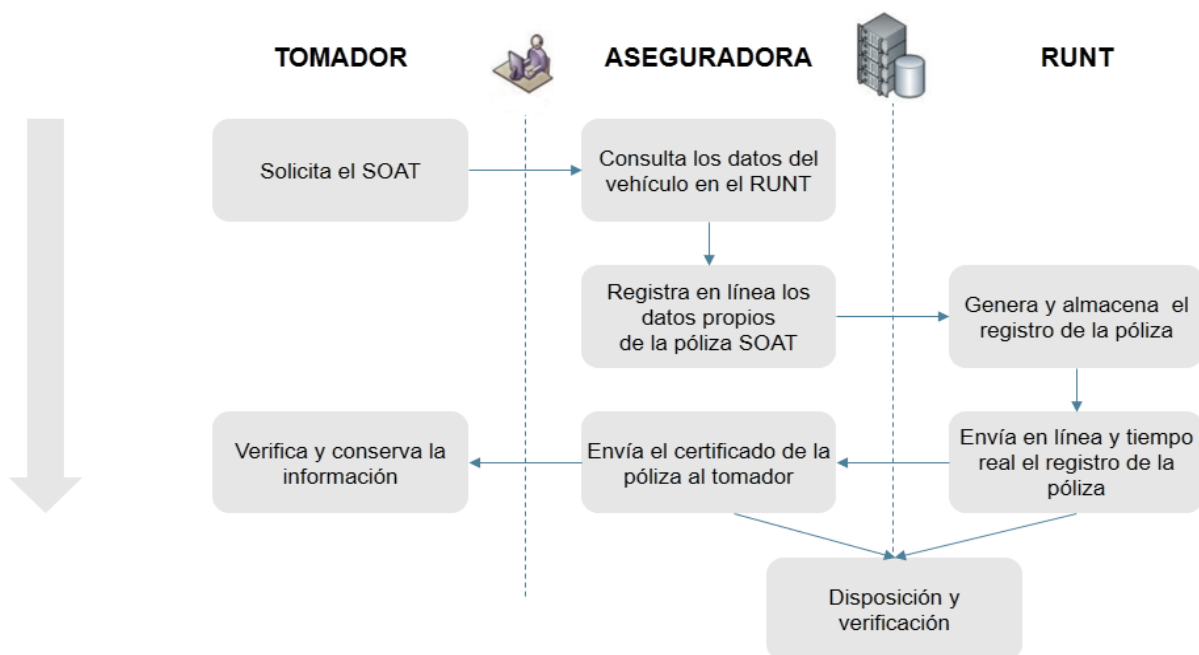 TOMADOR
ASEGURADORA
RUNT
Solicita el SOAT
Consulta los datos del
vehículo en el RUNT
Registra en línea los
datos propios
de la póliza SOAT
Genera y almacena el
registro de la póliza
Verifica y conserva la
información
Envía el certificado de la
póliza al tomador
Envía en línea y tiempo
real el registro de la
póliza
Disposición y
verificación